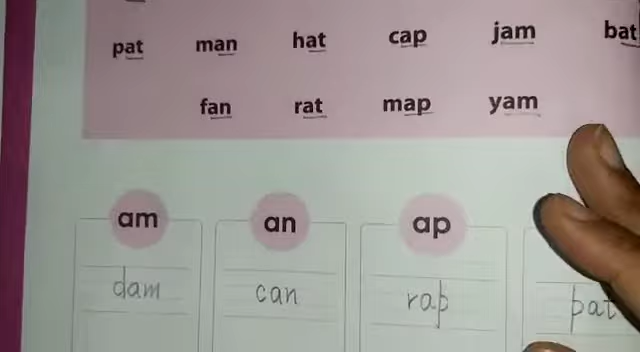 pat man hat cap jam bat
fan rat map yam
am an ap
dam can rap pat